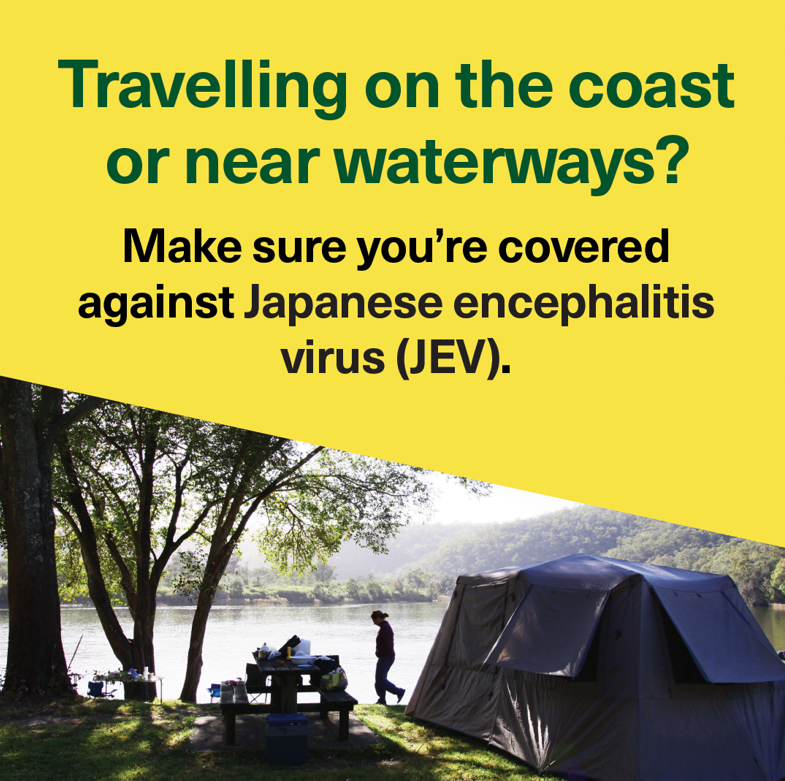 Travelling on the coast
or near waterways?
Make sure you’re covered
against Japanese encephalitis
virus (JEV).